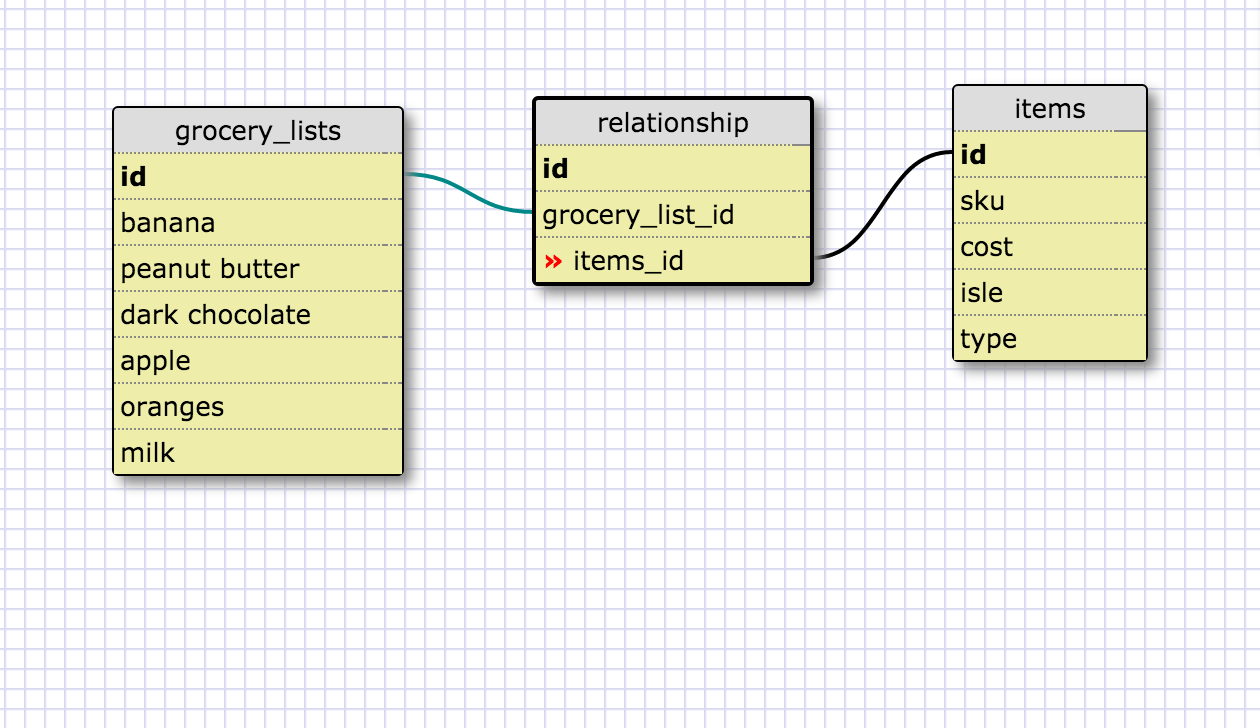 grocery_lists
id
banana
peanut butter
dark chocolate
apple
oranges
milk
relationship
id
grocery_list_id
» items_id
items
id
sku
cost
isle
type